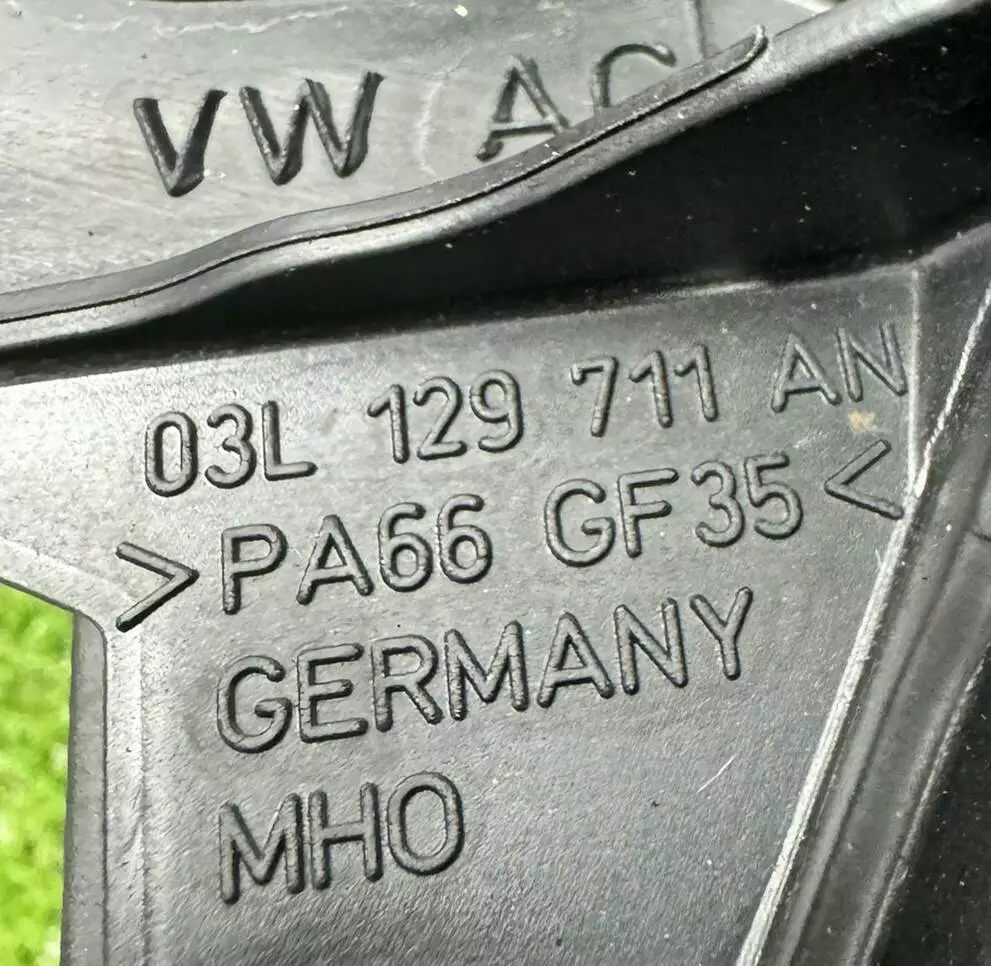 VW
03L 129 711 AN
>PA66 GF35<
GERMANY
MHO